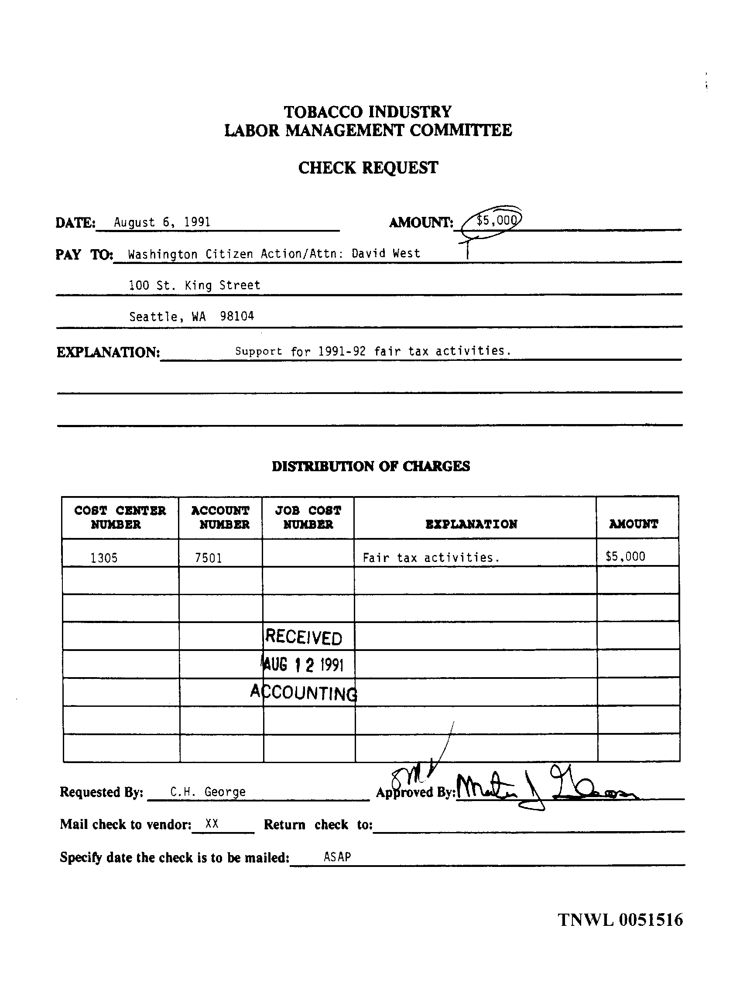 TOBACCO INDUSTRY
LABOR MANAGEMENT COMMITTEE
CHECK REQUEST
DATE: August 6, 1991 AMOUNT: $5,000
PAY TO: Washington Citizen Action/Attn: David West
100 St. King Street
Seattle, WA 98104
EXPLANATION: Support for 1991-92 fair tax activities.
DISTRIBUTION OF CHARGES
COST CENTER NUMBER ACCOUNT NUMBER JOB COST NUMBER EXPLANATION AMOUNT
1305 7501 Fair tax activities. $5,000
RECEIVED
AUG 12 1991
ACCOUNTING
Requested By: C.H. George Approved By:
Mail check to vendor: XX Return check to:
Specify date the check is to be mailed: ASAP
TNWL 0051516